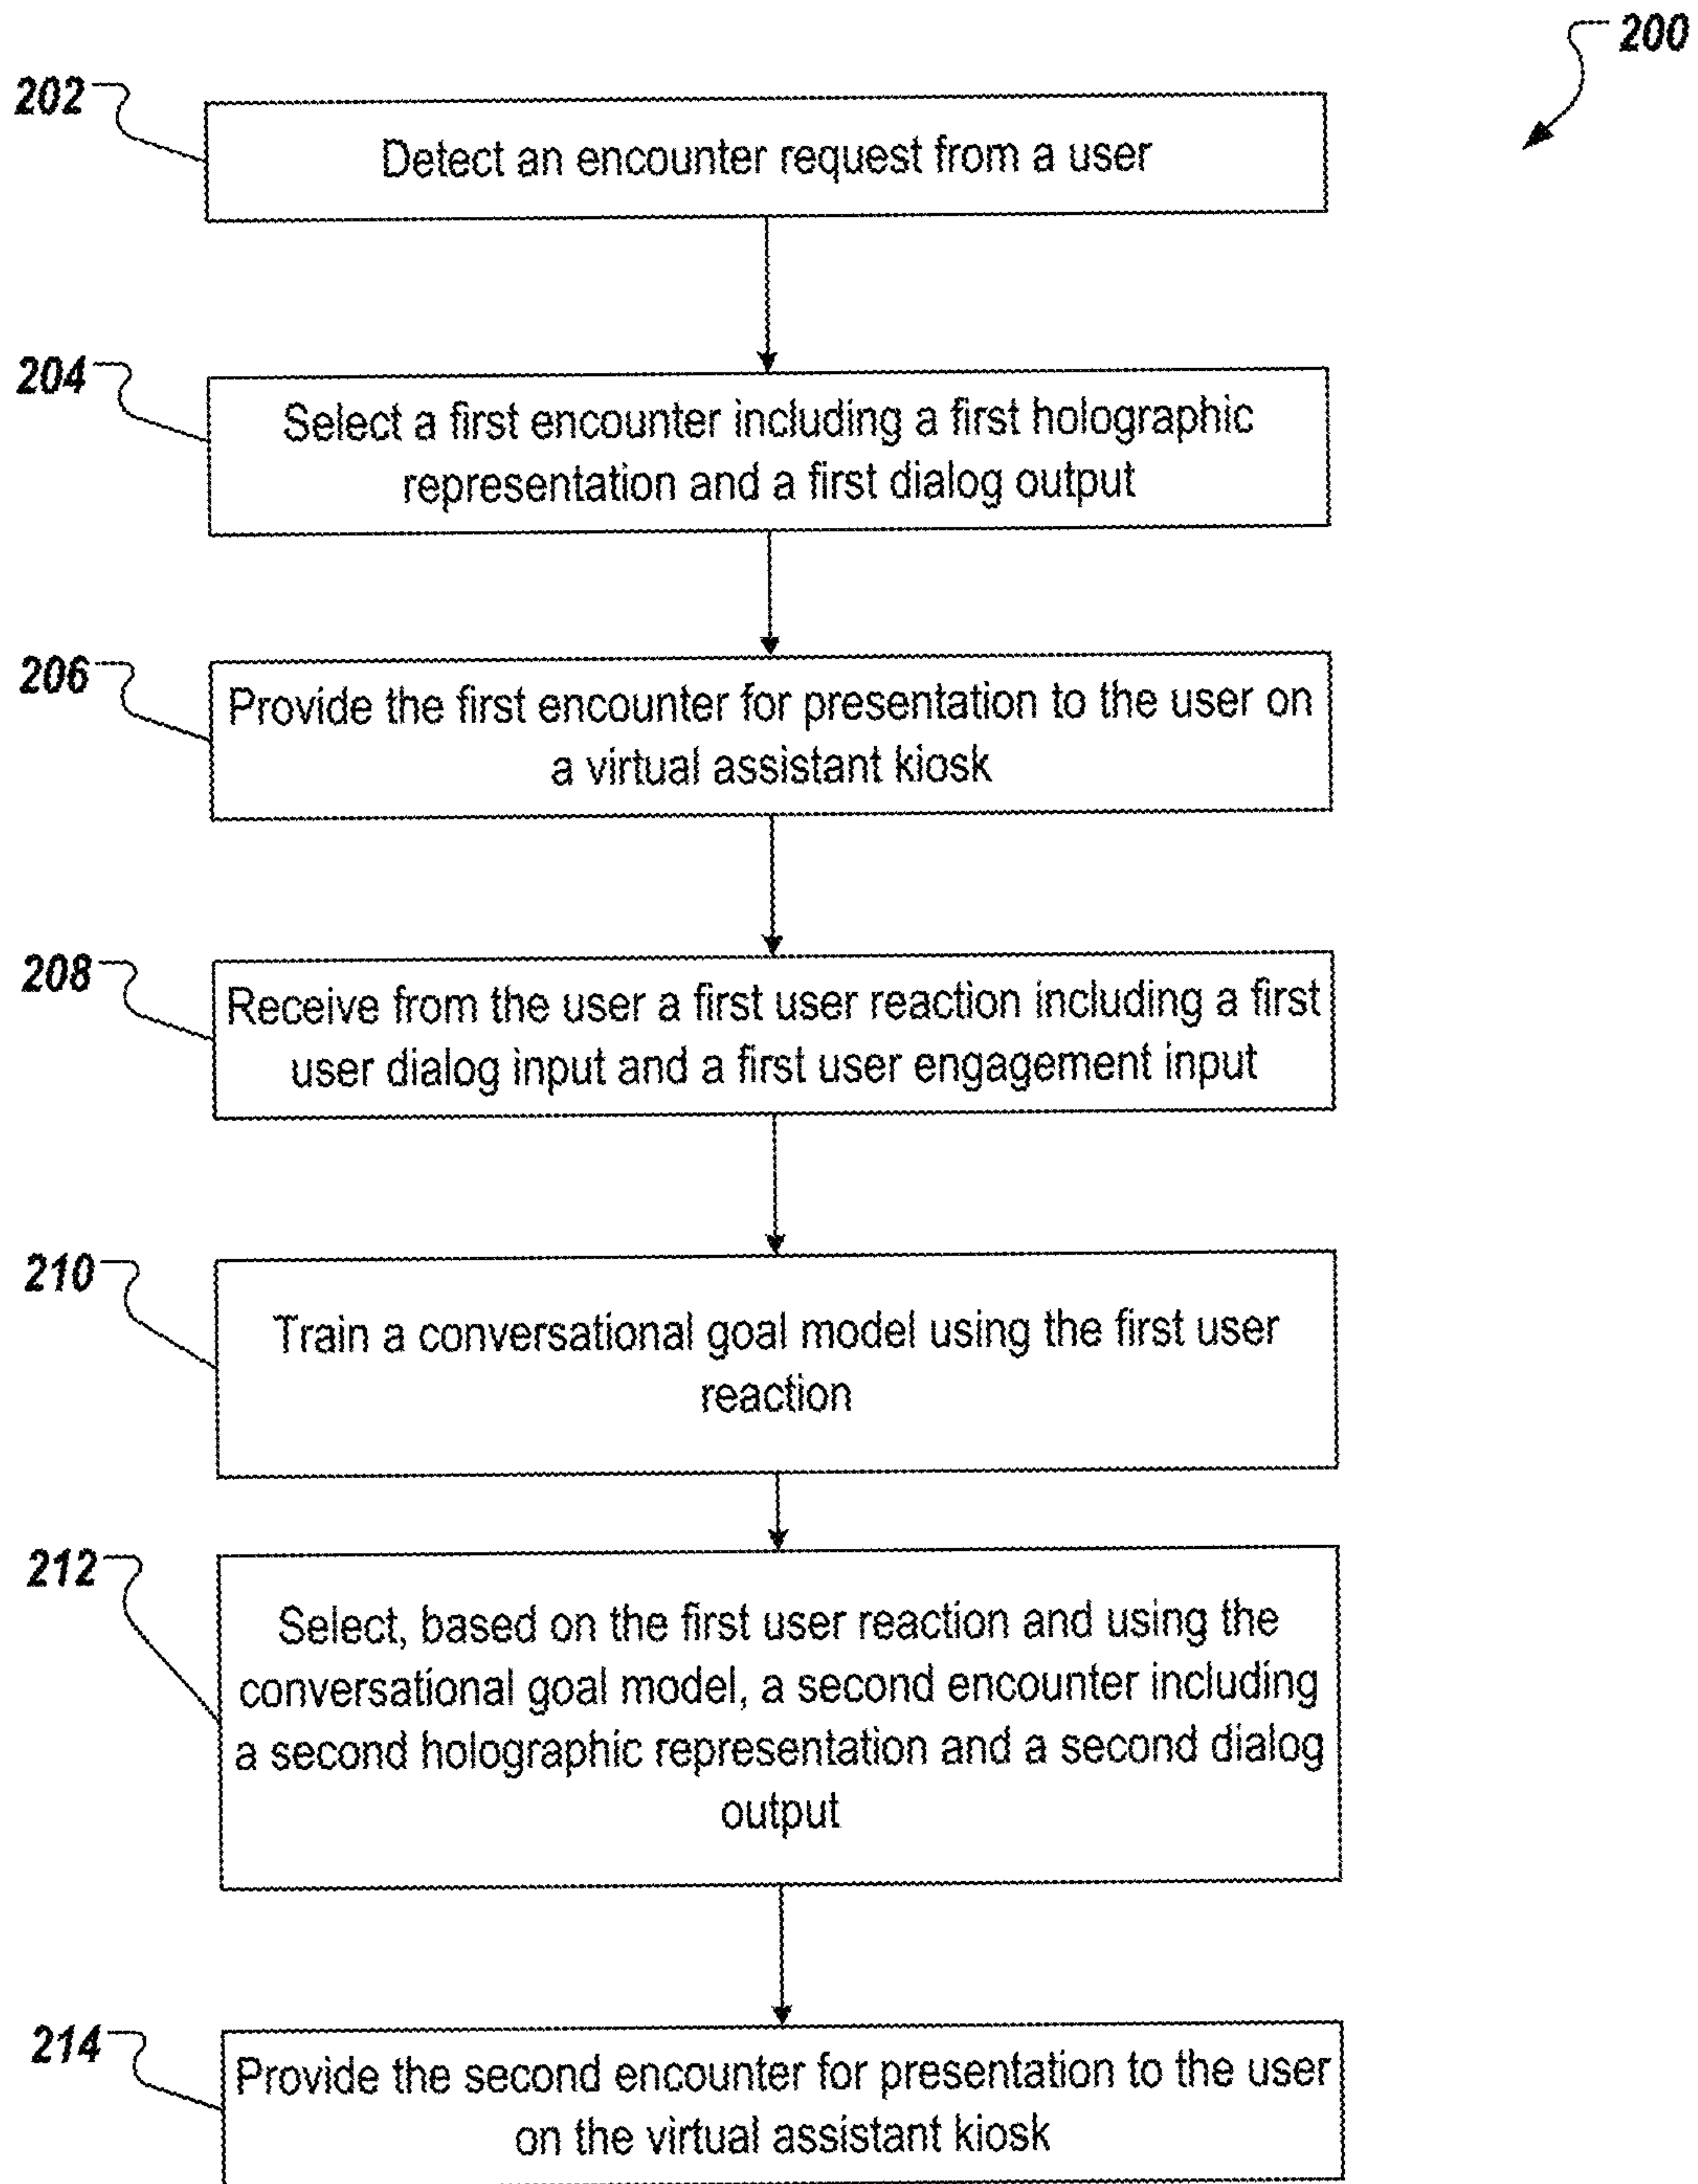 200
202
Detect an encounter request from a user
204
Select a first encounter including a first holographic
representation and a first dialog output
206
Provide the first encounter for presentation to the user on
a virtual assistant kiosk
208
Receive from the user a first user reaction including a first
user dialog input and a first user engagement input
210
Train a conversational goal model using the first user
reaction
212
Select, based on the first user reaction and using the
conversational goal model, a second encounter including
a second holographic representation and a second dialog
output
214
Provide the second encounter for presentation to the user
on the virtual assistant kiosk